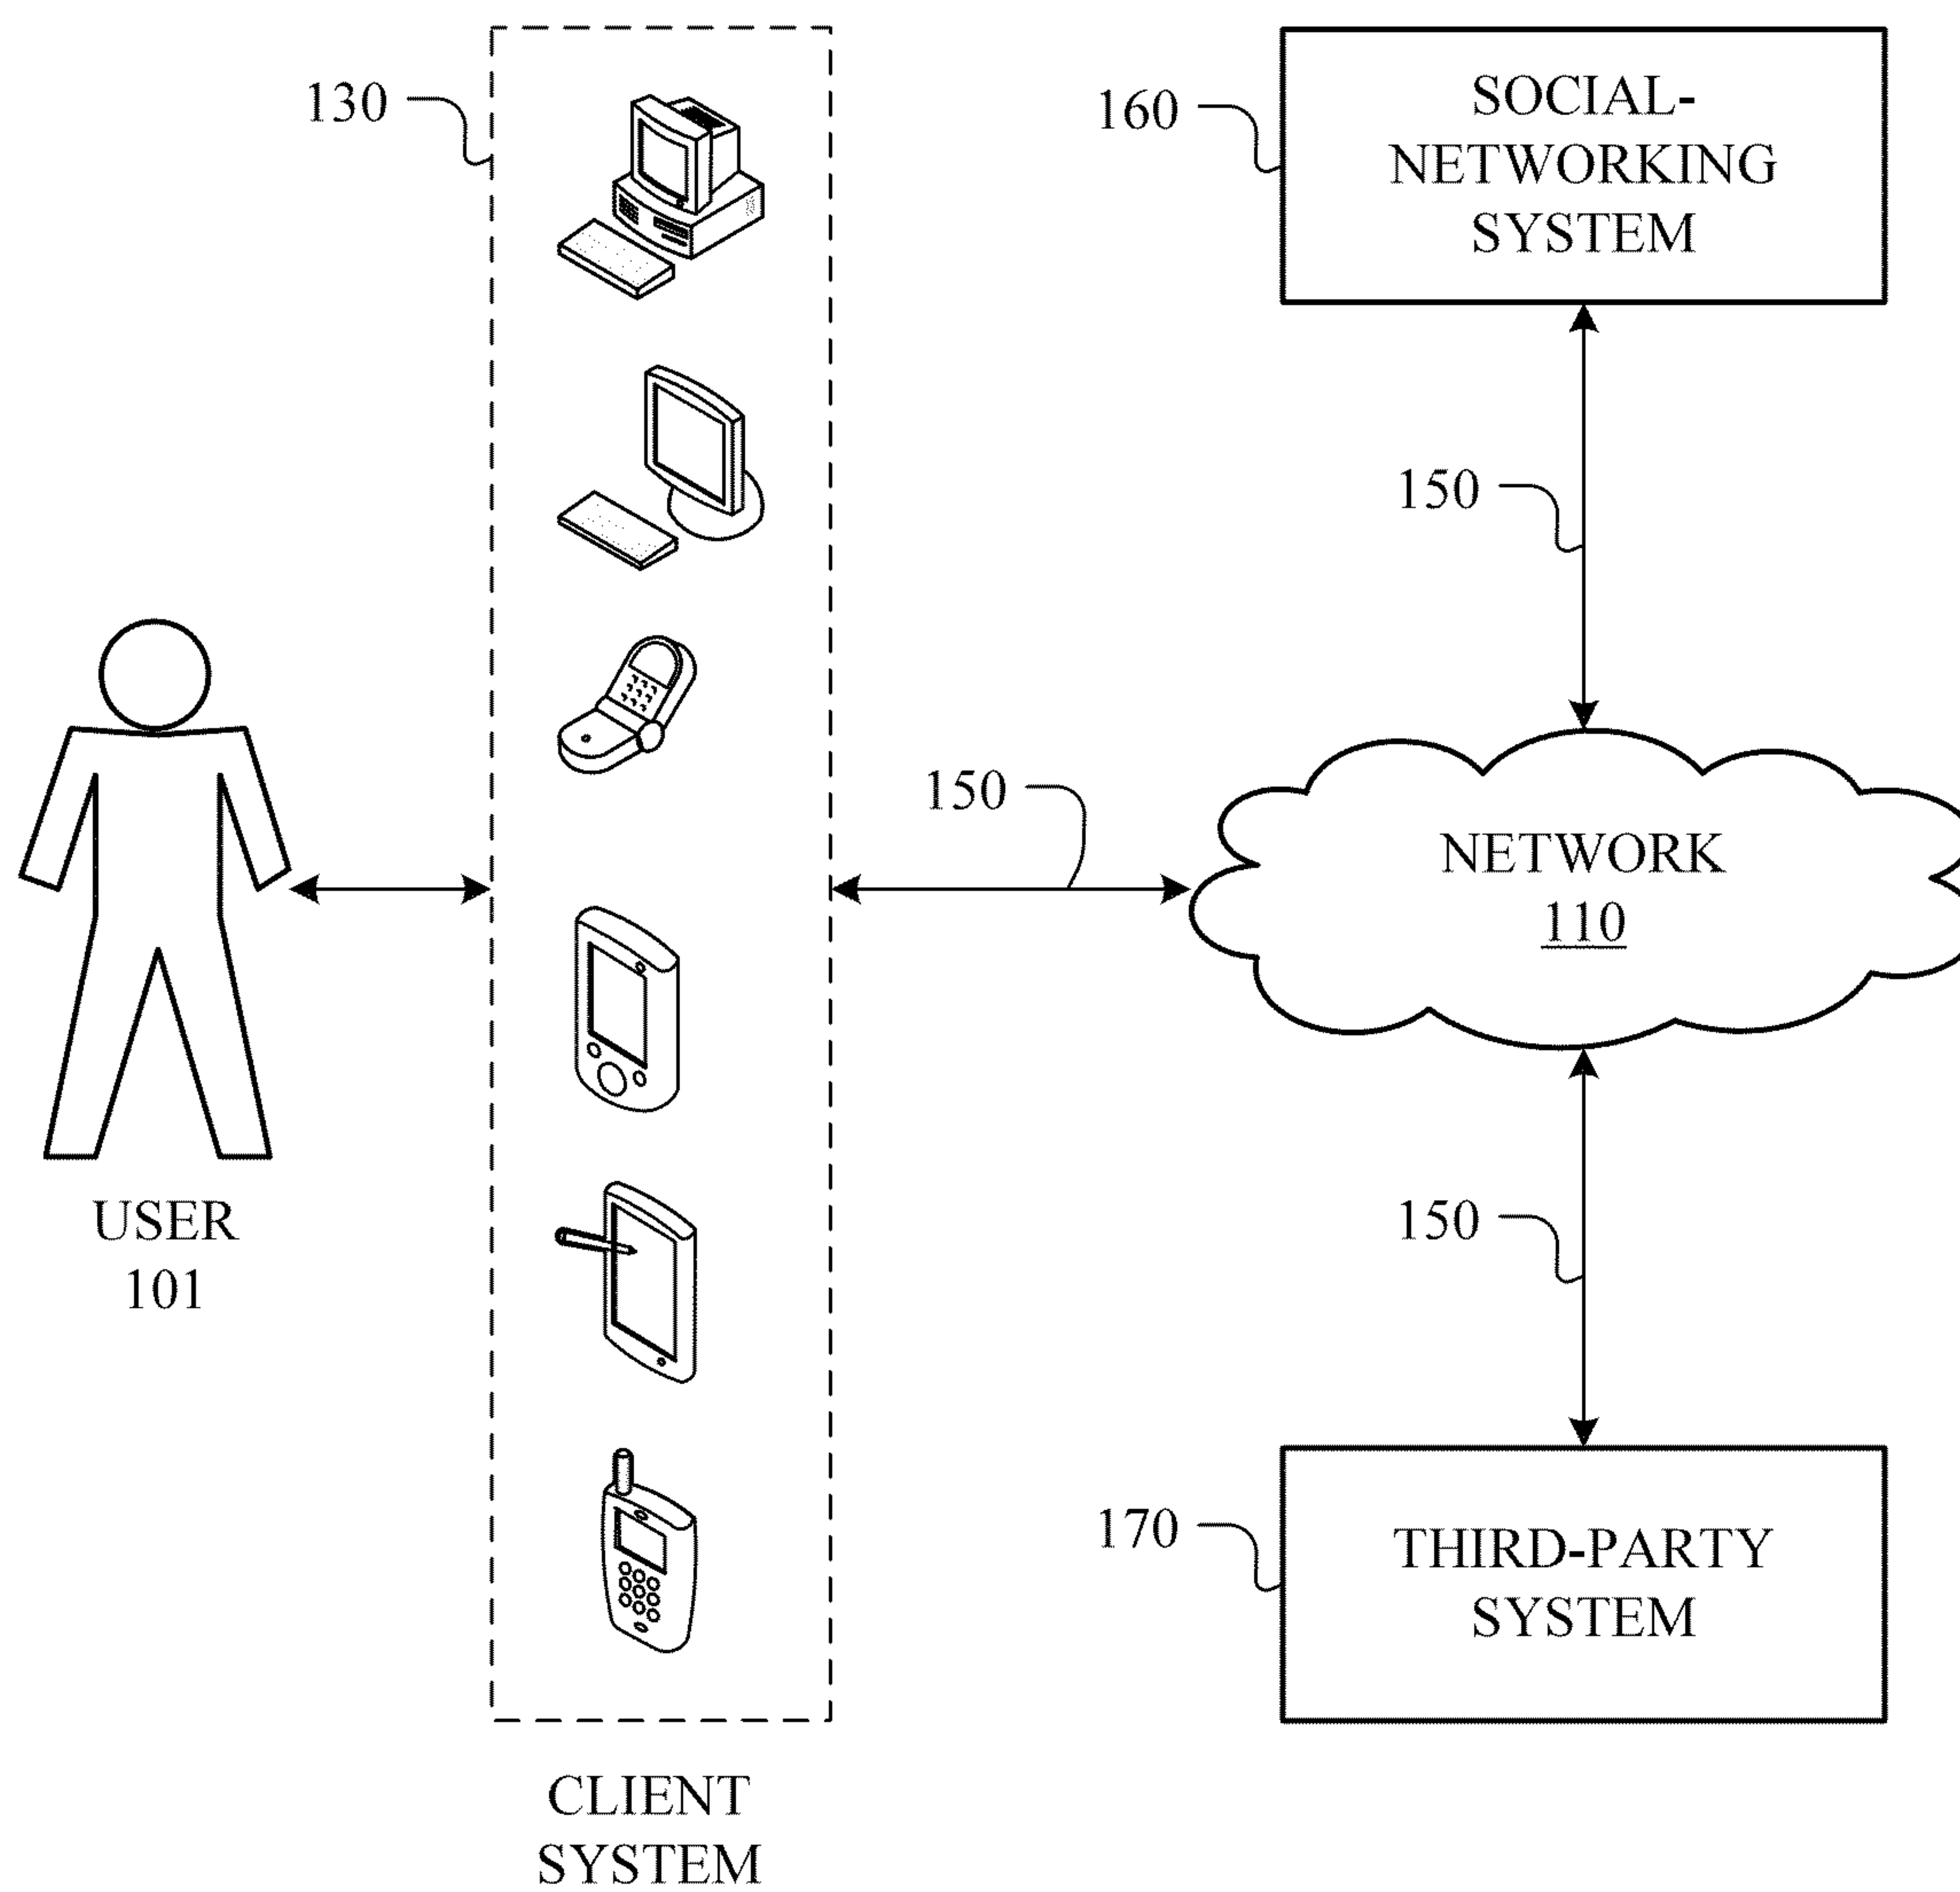 130
160
SOCIAL-
NETWORKING
SYSTEM
150
150
NETWORK
110
USER
101
150
170
THIRD-PARTY
SYSTEM
CLIENT
SYSTEM